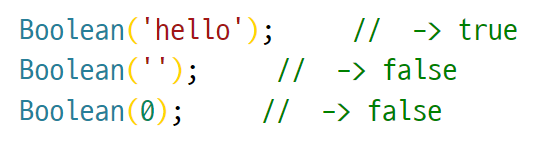 Boolean('hello');     //  -> true
Boolean('');     //  -> false
Boolean(0);     //  -> false